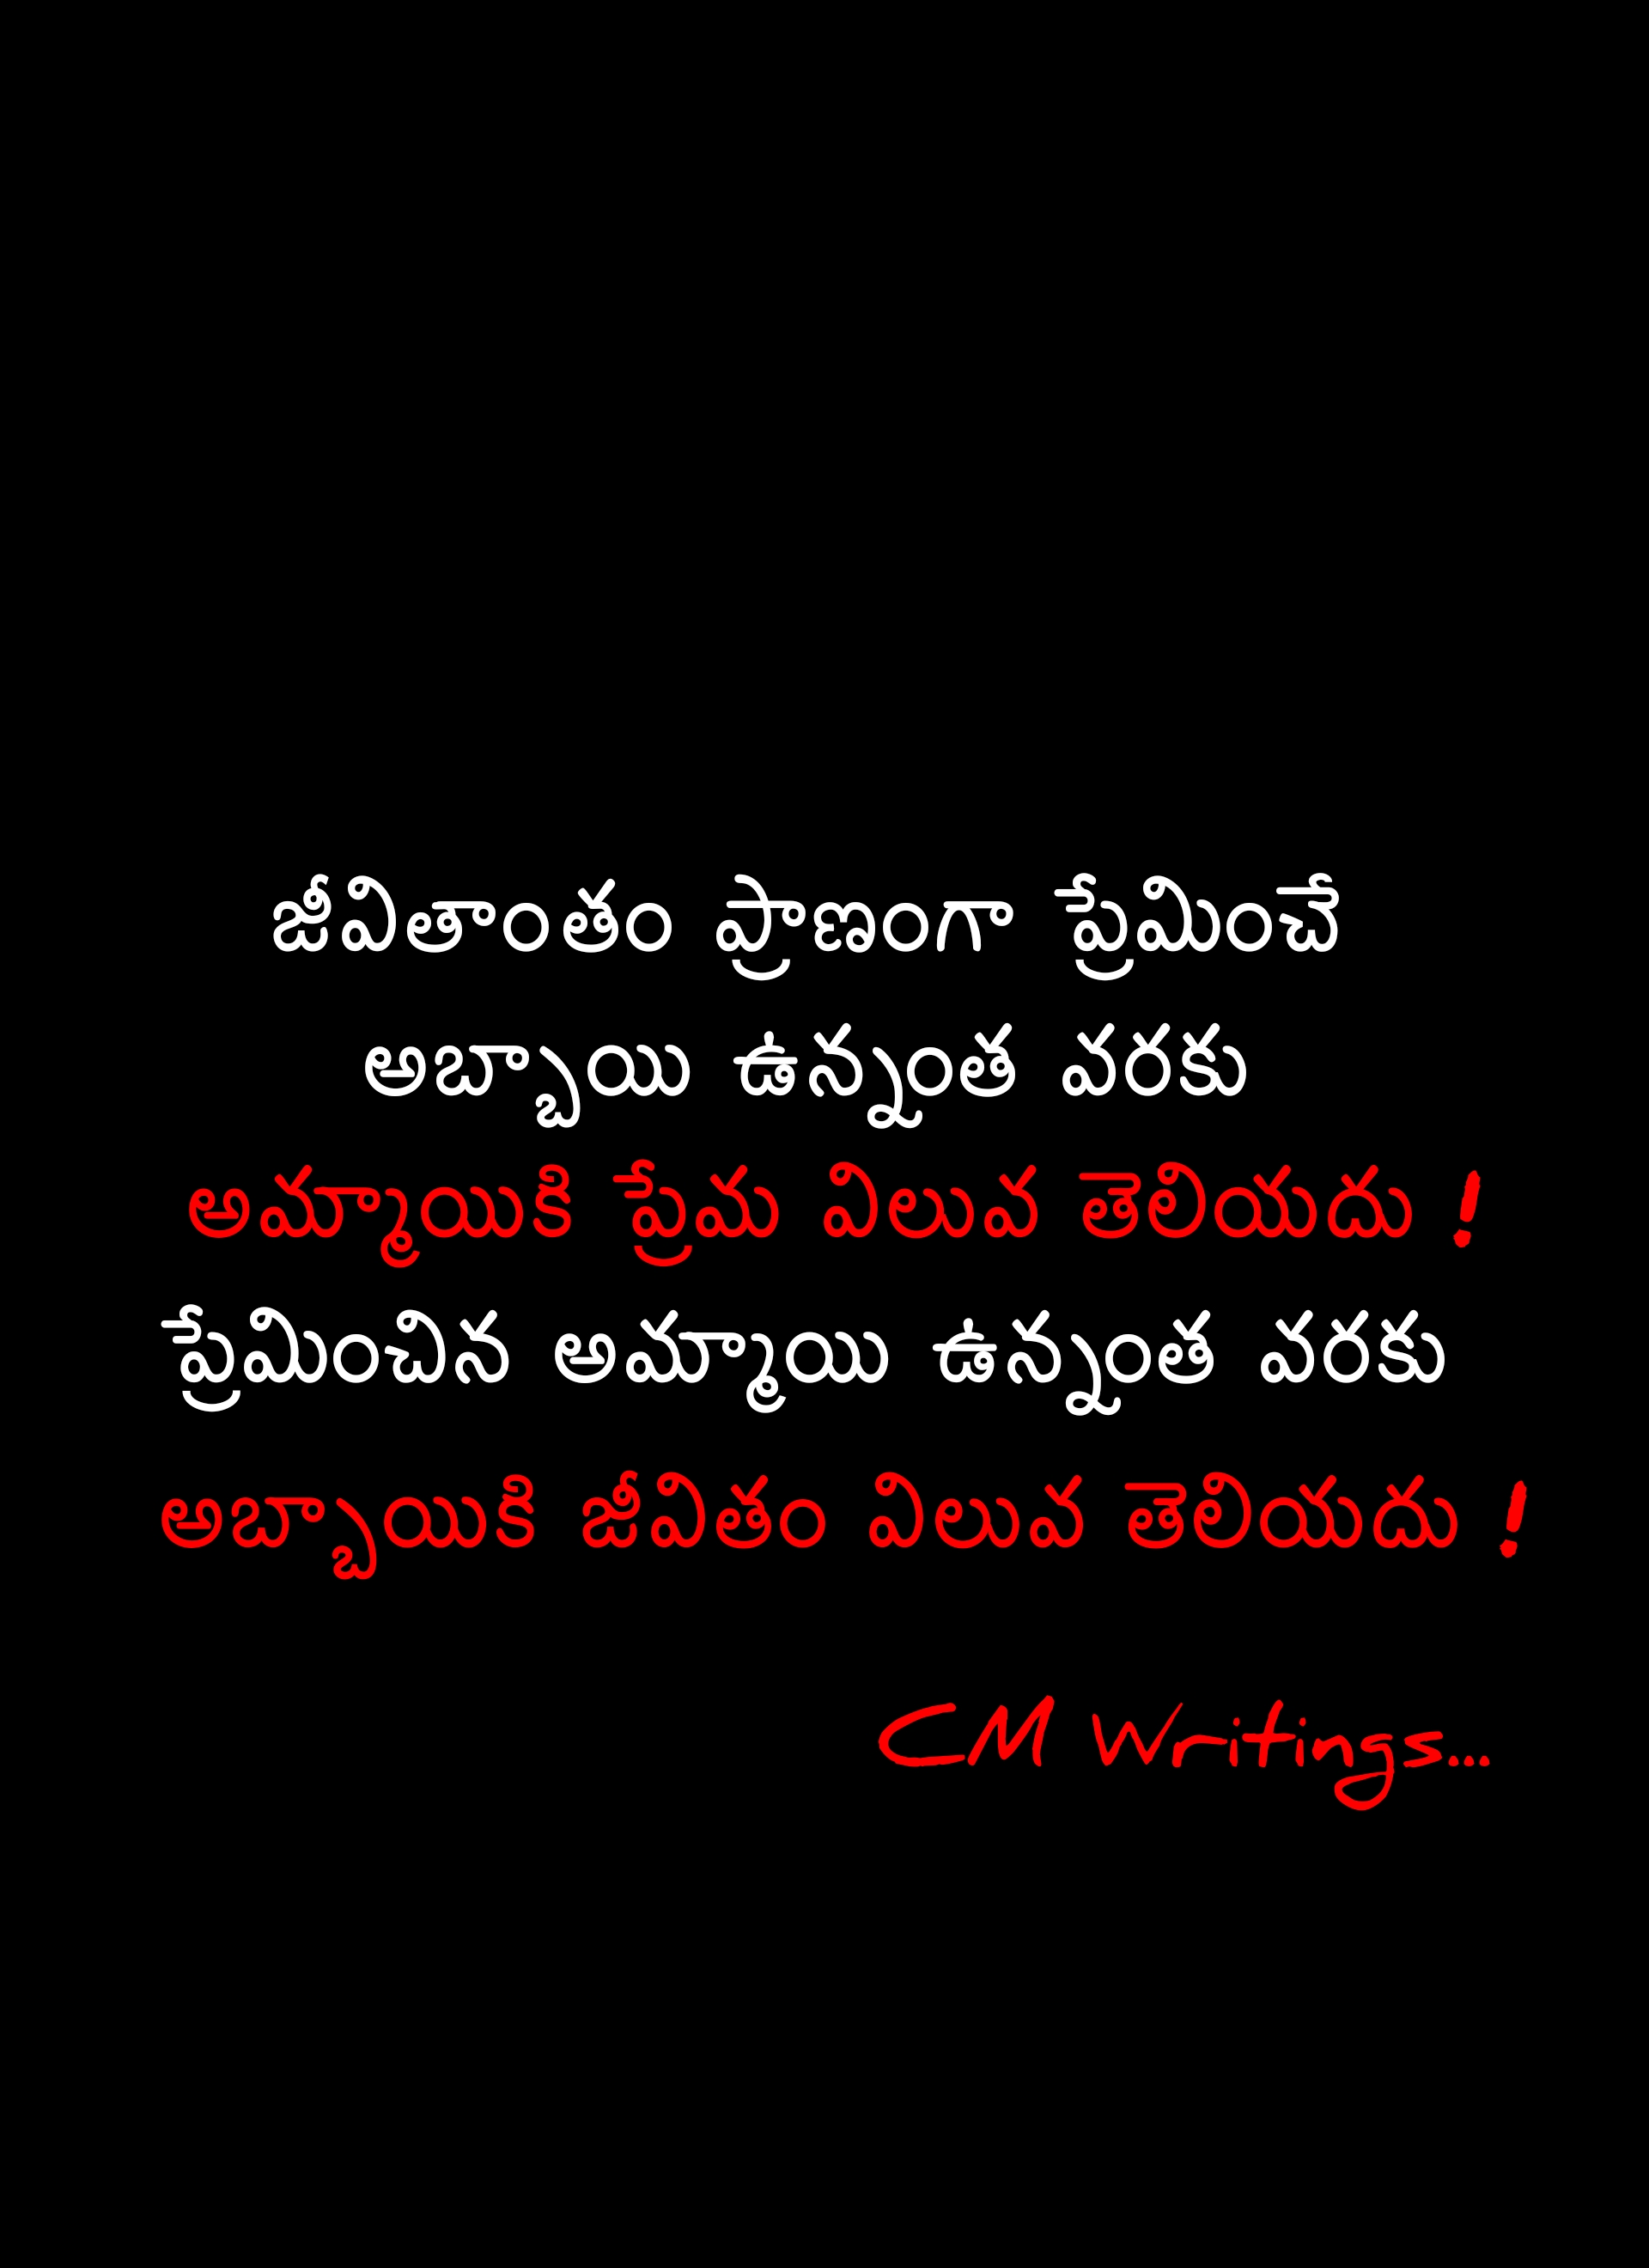 జీవితాంతం ప్రాణంగా ప్రేమించే
అబ్బాయి ఉన్నంత వరకు
అమ్మాయికి ప్రేమ విలువ తెలియదు !
ప్రేమించిన అమ్మాయి ఉన్నంత వరకు
అబ్బాయికి జీవితం విలువ తెలియదు !
CM Writings...